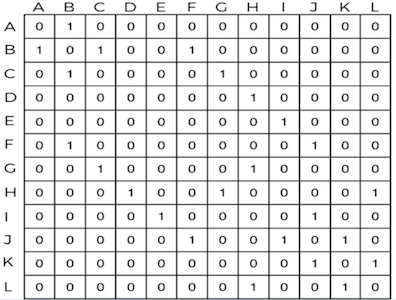 A B C D E F G H I J K L
A 0 1 0 0 0 0 0 0 0 0 0 0
B 1 0 1 0 0 1 0 0 0 0 0 0
C 0 1 0 0 0 0 1 0 0 0 0 0
D 0 0 0 0 0 0 0 1 0 0 0 0
E 0 0 0 0 0 0 0 0 1 0 0 0
F 0 1 0 0 0 0 0 0 0 1 0 0
G 0 0 1 0 0 0 0 1 0 0 0 0
H 0 0 0 1 0 0 1 0 0 0 0 1
I 0 0 0 0 1 0 0 0 0 1 0 0
J 0 0 0 0 0 1 0 0 1 0 1 0
K 0 0 0 0 0 0 0 0 0 1 0 1
L 0 0 0 0 0 0 0 1 0 0 1 0